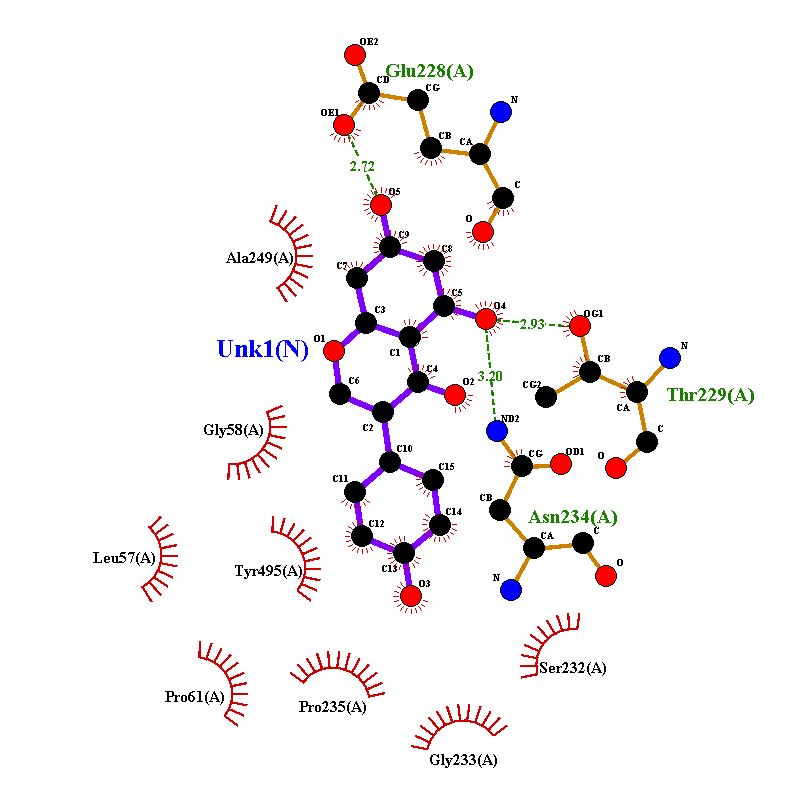 OE2
Glu228(A)
CD
CG
OE1
N
CB
CA
2.72
O5
C
O
C9
Ala249(A)
C8
C7
C5
O4
OG1
2.93
C3
O1
C1
N
Unk1(N)
CB
C4
3.20
O2
CG2
CA
Thr229(A)
C6
C2
ND2
Gly58(A)
C
C10
CG
OD1
O
C15
C11
CB
Asn234(A)
C14
C12
C
CA
Leu57(A)
Tyr495(A)
C13
O
N
O3
Ser232(A)
Pro61(A)
Pro235(A)
Gly233(A)